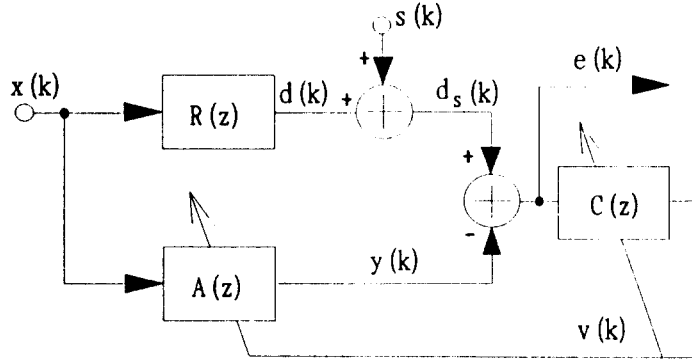 s(k)
x(k)
R(z)
d(k)
+
+
d_s(k)
e(k)
+
-
C(z)
A(z)
y(k)
v(k)